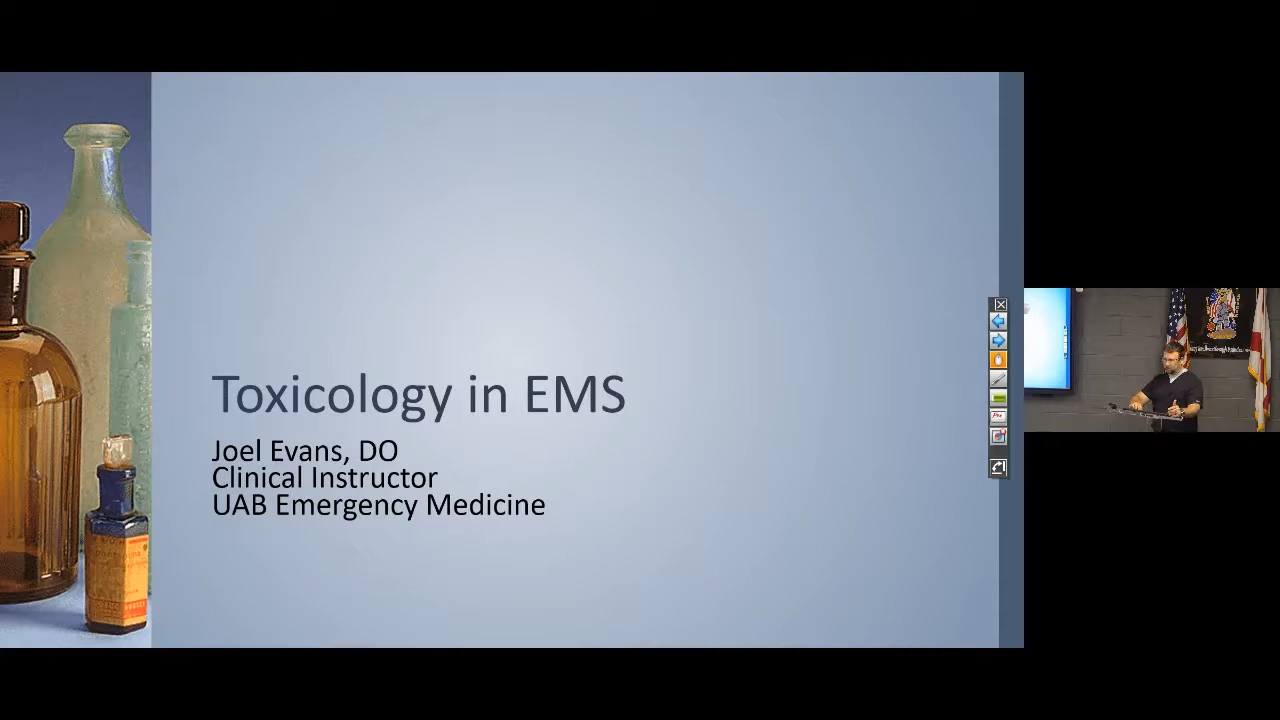 Toxicology in EMS
Joel Evans, DO
Clinical Instructor
UAB Emergency Medicine